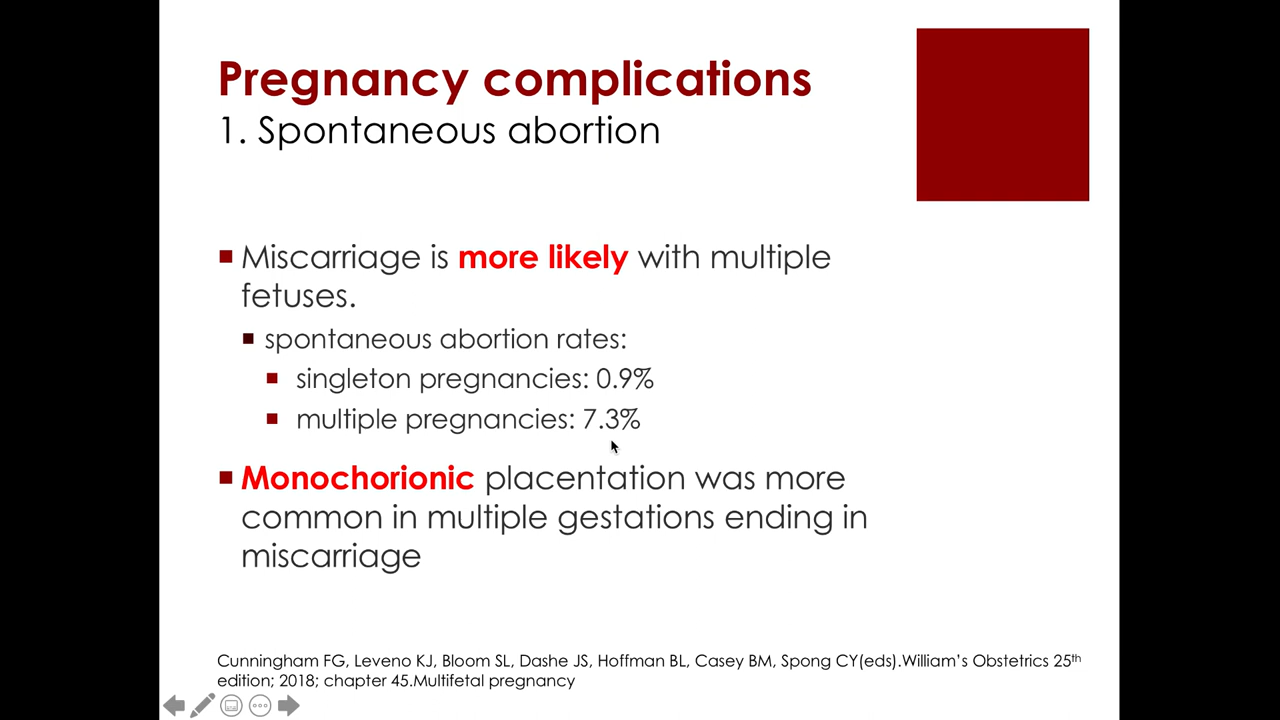 Pregnancy complications
1. Spontaneous abortion
Miscarriage is more likely with multiple
fetuses.
spontaneous abortion rates:
singleton pregnancies: 0.9%
multiple pregnancies: 7.3%
Monochorionic placentation was more
common in multiple gestations ending in
miscarriage
Cunningham FG, Leveno KJ, Bloom SL, Dashe JS, Hoffman BL, Casey BM, Spong CY(eds).William’s Obstetrics 25th
edition; 2018; chapter 45.Multifetal pregnancy